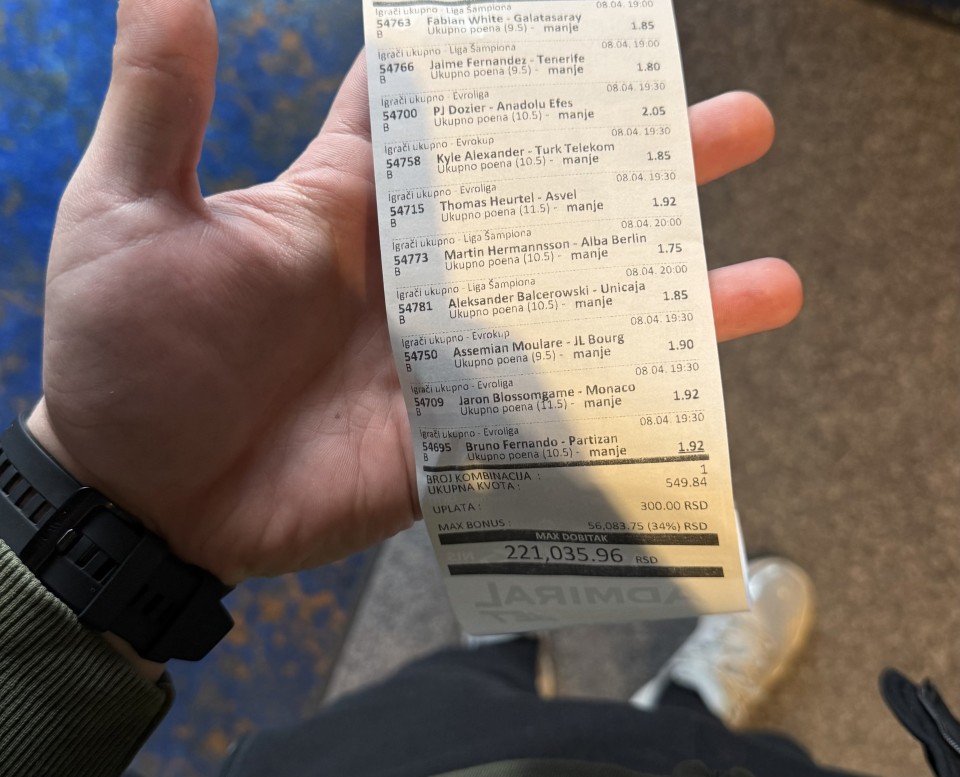 Igrači ukupno - Liga Šampiona 08.04. 19:00
54763 Fabian White - Galatasaray
B Ukupno poena (9.5) - manje 1.85
Igrači ukupno - Liga Šampiona 08.04. 19:00
54766 Jaime Fernandez - Tenerife
B Ukupno poena (9.5) - manje 1.80
Igrači ukupno - Evroliga 08.04. 19:30
54700 PJ Dozier - Anadolu Efes
B Ukupno poena (10.5) - manje 2.05
Igrači ukupno - Evrokup 08.04. 19:30
54758 Kyle Alexander - Turk Telekom
B Ukupno poena (10.5) - manje 1.85
Igrači ukupno - Evroliga 08.04. 19:30
54715 Thomas Heurtel - Asvel
B Ukupno poena (11.5) - manje 1.92
Igrači ukupno - Liga Šampiona 08.04. 20:00
54773 Martin Hermannsson - Alba Berlin
B Ukupno poena (10.5) - manje 1.75
Igrači ukupno - Liga Šampiona 08.04. 20:00
54781 Aleksander Balcerowski - Unicaja
B Ukupno poena (10.5) - manje 1.85
Igrači ukupno - Evrokup 08.04. 19:30
54750 Assemian Moulare - JL Bourg
B Ukupno poena (9.5) - manje 1.90
Igrači ukupno - Evroliga 08.04. 19:30
54709 Jaron Blossomgame - Monaco
B Ukupno poena (11.5) - manje 1.92
Igrači ukupno - Evroliga 08.04. 19:30
54695 Bruno Fernando - Partizan
B Ukupno poena (10.5) - manje 1.92
BROJ KOMBINACIJA : 1
UKUPNA KVOTA : 549.84
UPLATA : 300.00 RSD
MAX BONUS : 56,083.75 (34%) RSD
MAX DOBITAK
221,035.96 RSD
ADMIRAL
BET